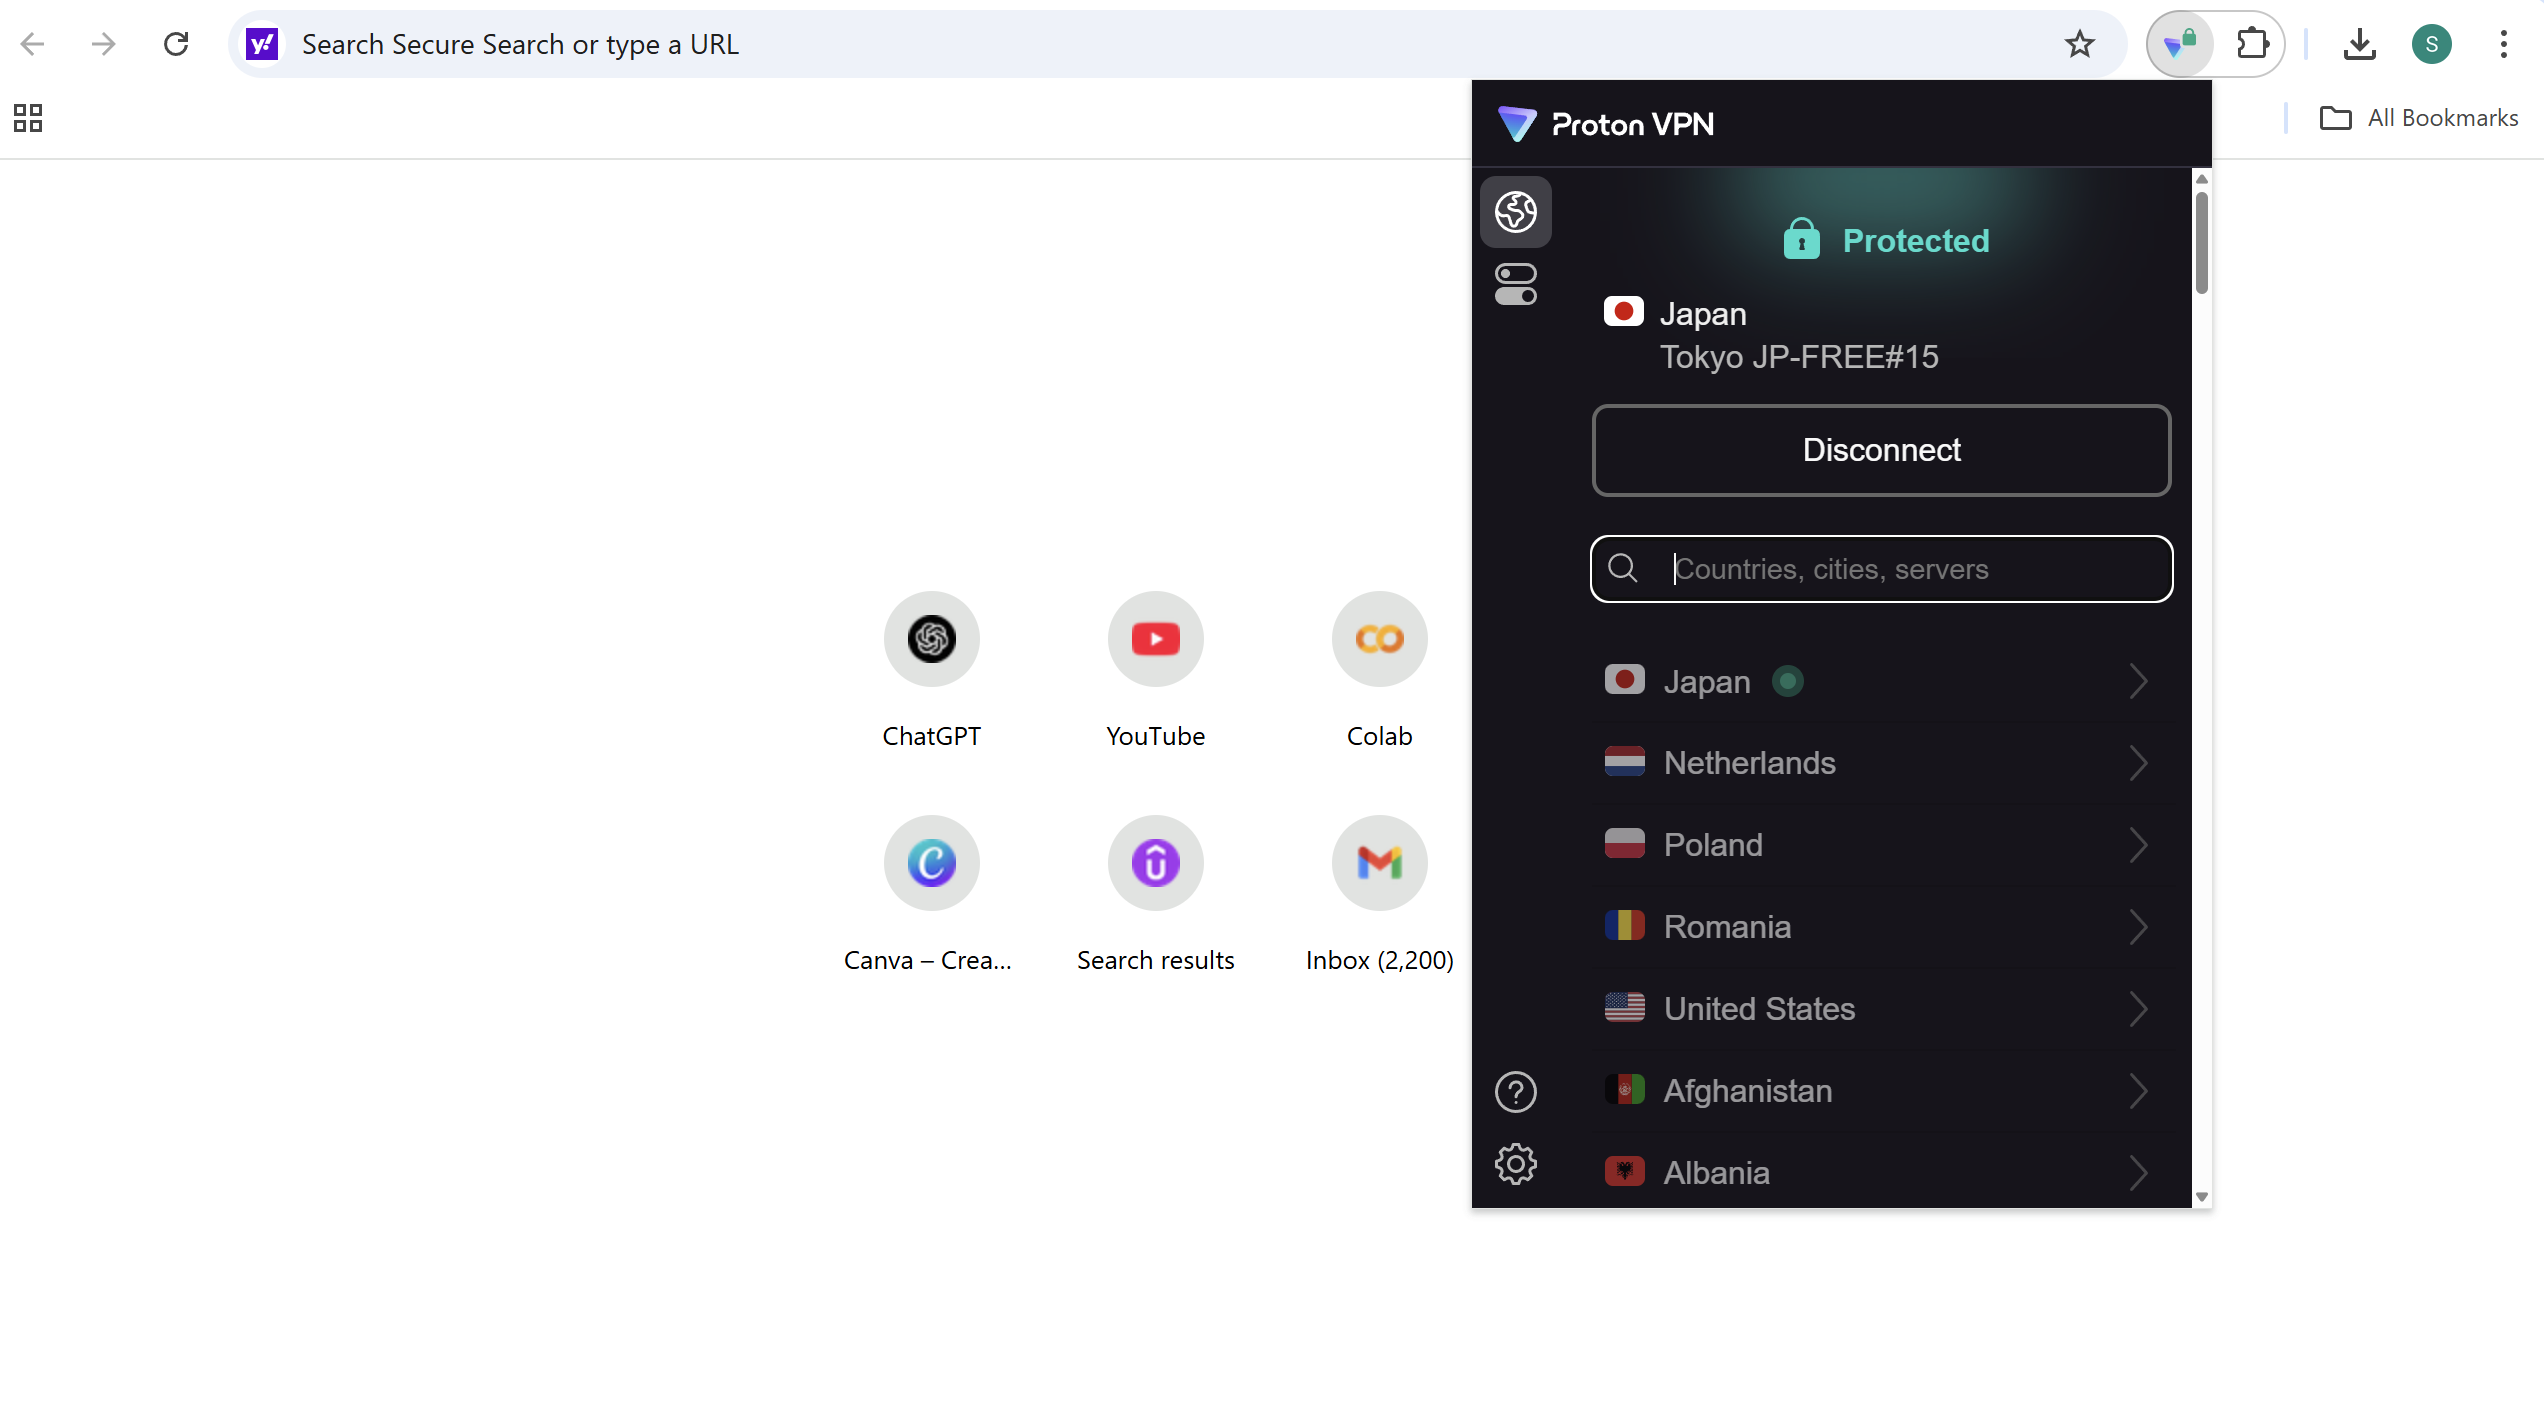 y!
Search Secure Search or type a URL
S
All Bookmarks
Proton VPN
Protected
Japan
Tokyo JP-FREE#15
Disconnect
Countries, cities, servers
Japan
Netherlands
Poland
Romania
United States
Afghanistan
Albania
ChatGPT
YouTube
Colab
Canva – Crea...
Search results
Inbox (2,200)